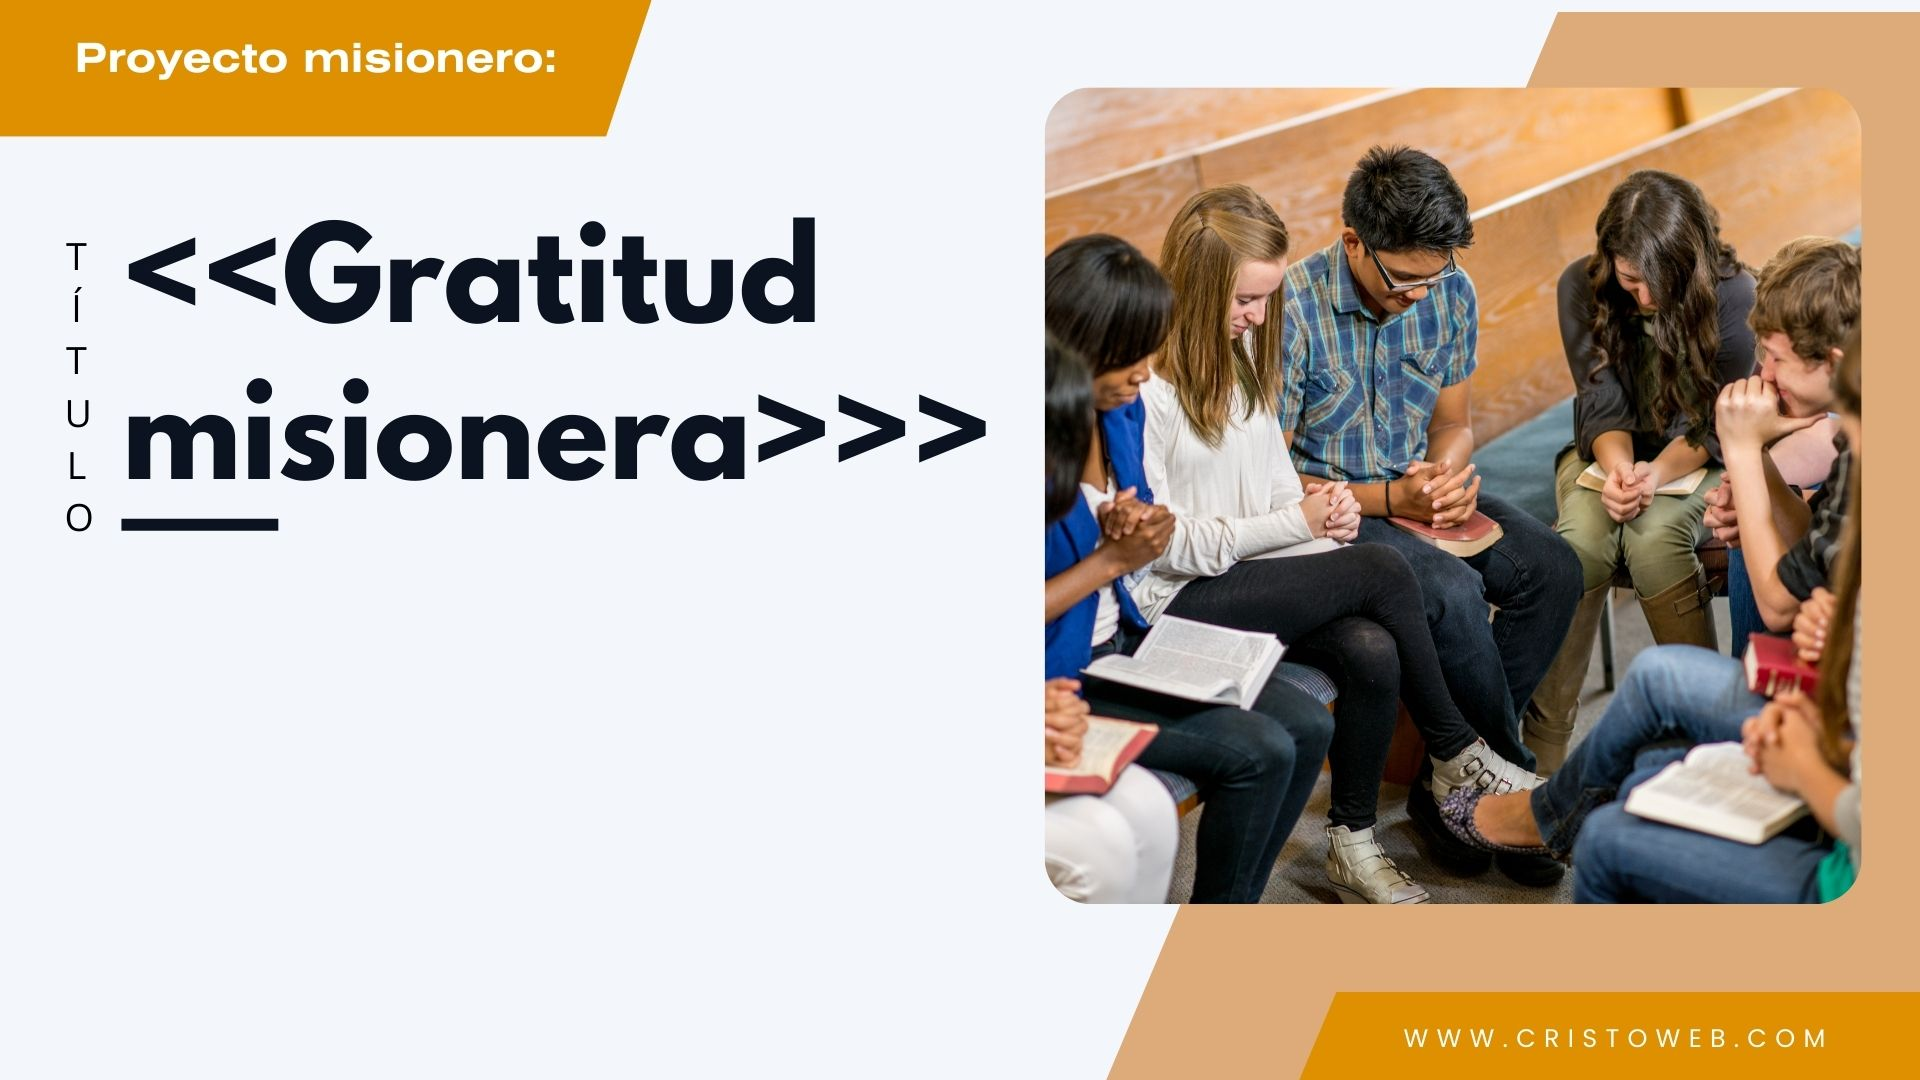 Proyecto misionero:
TÍTULO
<<Gratitud
misionera>>>
WWW.CRISTOWEB.COM